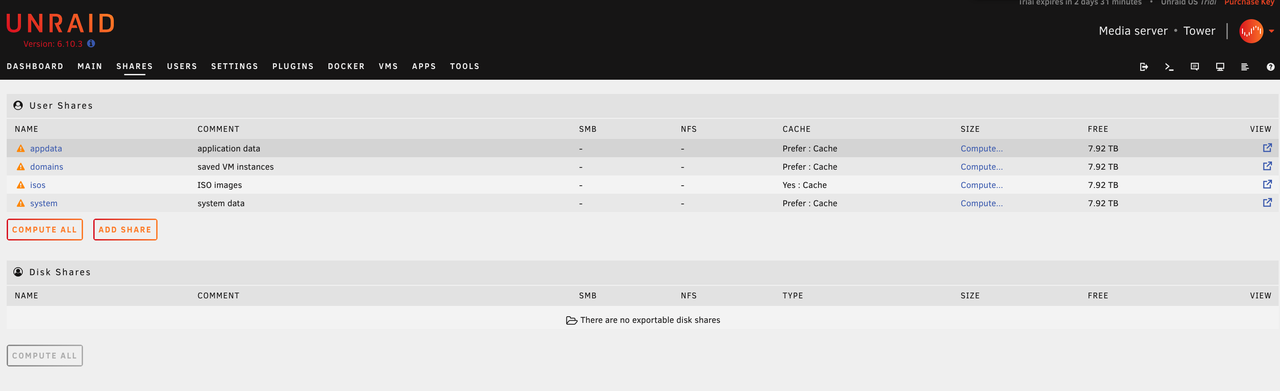 Trial expires in 2 days 31 minutes • Unraid OS Trial Purchase Key
UNRAID
Version: 6.10.3
Media server • Tower
DASHBOARD MAIN SHARES USERS SETTINGS PLUGINS DOCKER VMS APPS TOOLS
User Shares
NAME COMMENT SMB NFS CACHE SIZE FREE VIEW
appdata application data - - Prefer : Cache Compute... 7.92 TB
domains saved VM instances - - Prefer : Cache Compute... 7.92 TB
isos ISO images - - Yes : Cache Compute... 7.92 TB
system system data - - Prefer : Cache Compute... 7.92 TB
COMPUTE ALL ADD SHARE
Disk Shares
NAME COMMENT SMB NFS TYPE SIZE FREE VIEW
There are no exportable disk shares
COMPUTE ALL